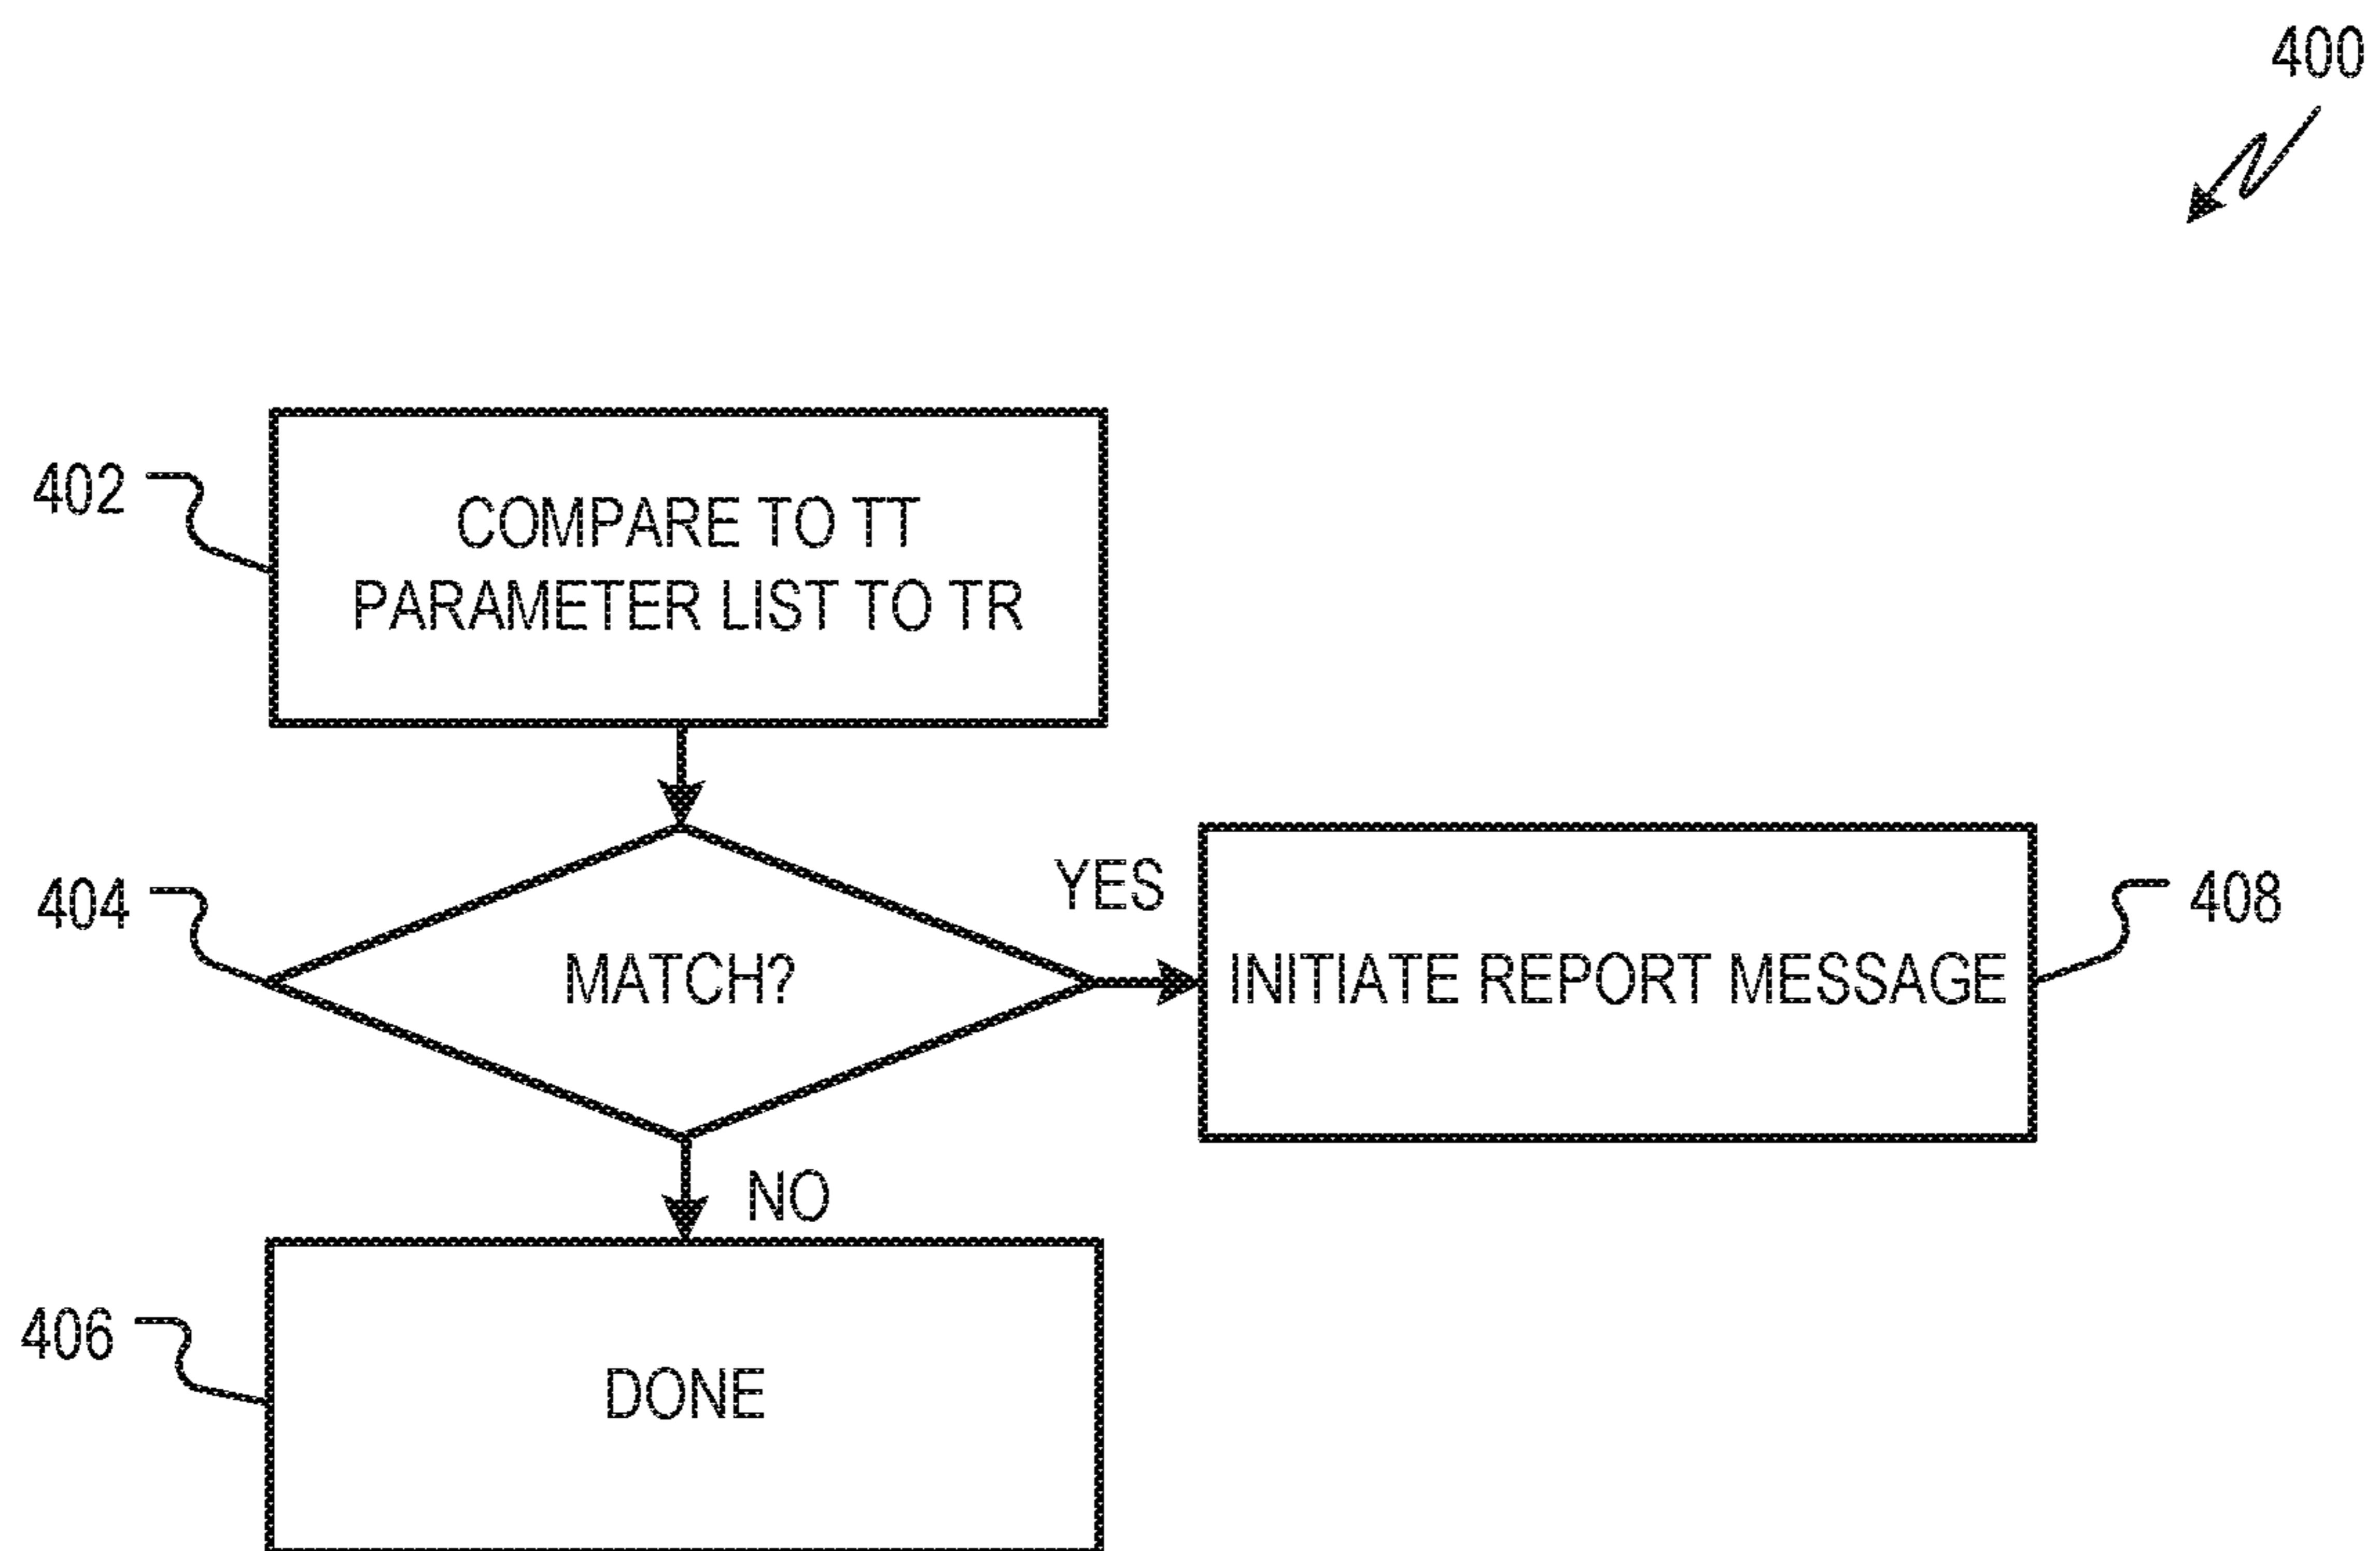 400
402
COMPARE TO TT
PARAMETER LIST TO TR
404
MATCH?
YES
INITIATE REPORT MESSAGE
408
NO
406
DONE